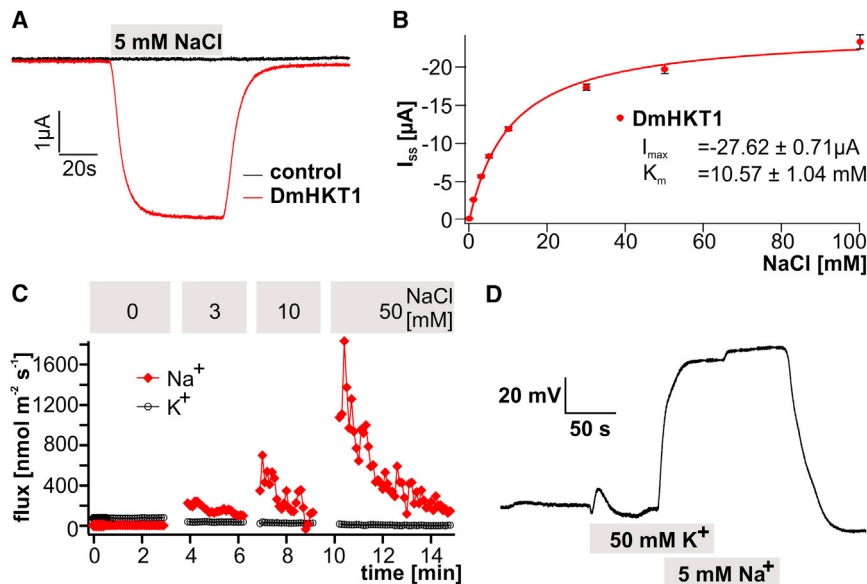 A
5 mM NaCl
1µA
20s
control
DmHKT1
B
-20
-15
-10
-5
0
Iss [µA]
DmHKT1
Imax =-27.62 ± 0.71µA
Km =10.57 ± 1.04 mM
0 20 40 60 80 100
NaCl [mM]
C
0 3 10 50 NaCl
[mM]
1600
1200
800
400
0
flux [nmol m⁻² s⁻¹]
Na⁺
K⁺
0 2 4 6 8 10 12 14
time [min]
D
20 mV
50 s
50 mM K⁺
5 mM Na⁺